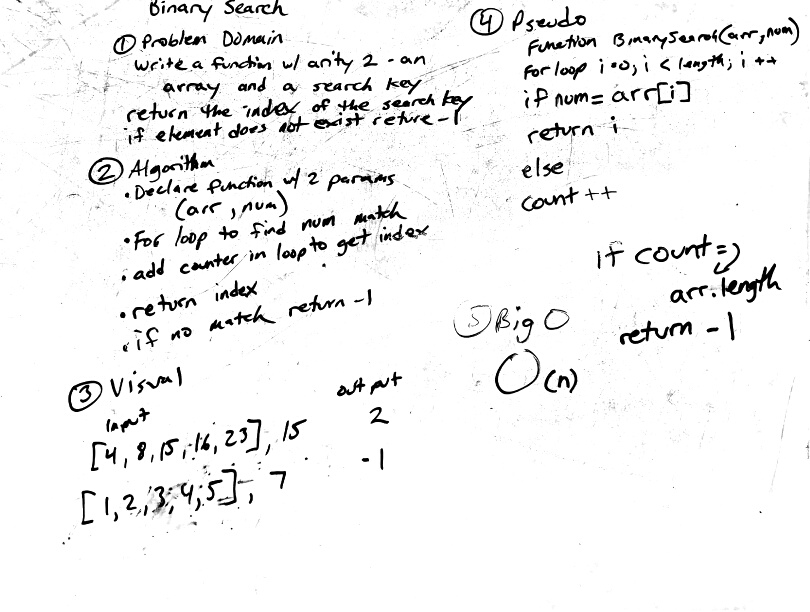 Binary Search
① Problem Domain
Write a function w/ arity 2 - an
array and a search key
return the index of the search key
if element does not exist return -1
② Algorithm
• Declare function w/ 2 params
(arr, num)
• For loop to find num match
• add counter in loop to get index
• return index
• if no match return -1
③ Visual
input output
[4, 8, 15, 16, 23], 15 2
[1, 2, 3, 4, 5], 7 -1
④ Pseudo
Function BinarySearch(arr, num)
For loop i=0; i < length; i++
if num = arr[i]
return i
else
count ++
if count =
arr.length
return -1
⑤ Big O
O(n)